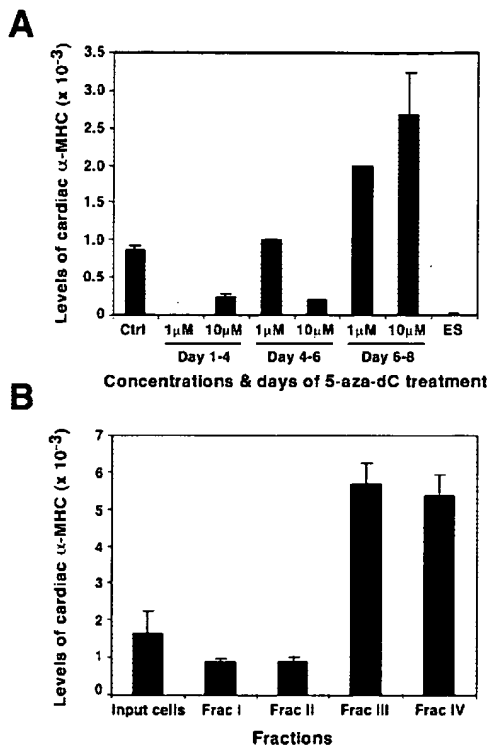 A
Levels of cardiac α-MHC (x 10⁻³)
3.5
3.0
2.5
2.0
1.5
1.0
0.5
0
Ctrl 1μM 10μM 1μM 10μM 1μM 10μM ES
Day 1-4 Day 4-6 Day 6-8
Concentrations & days of 5-aza-dC treatment
B
Levels of cardiac α-MHC (x 10⁻³)
7
6
5
4
3
2
1
0
Input cells Frac I Frac II Frac III Frac IV
Fractions